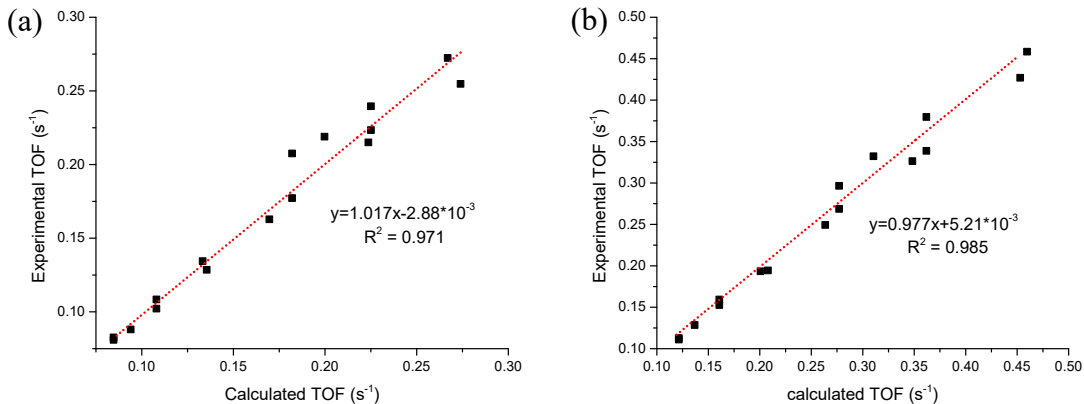 (a)
0.30
0.25
0.20
0.15
0.10
Experimental TOF (s⁻¹)
y=1.017x-2.88*10⁻³
R² = 0.971
0.10 0.15 0.20 0.25 0.30
Calculated TOF (s⁻¹)
(b)
0.50
0.45
0.40
0.35
0.30
0.25
0.20
0.15
0.10
Experimental TOF (s⁻¹)
y=0.977x+5.21*10⁻³
R² = 0.985
0.10 0.15 0.20 0.25 0.30 0.35 0.40 0.45 0.50
calculated TOF (s⁻¹)